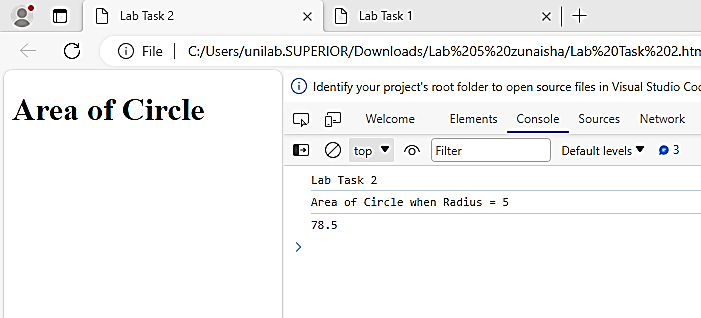 Lab Task 2
Lab Task 1
File
C:/Users/unilab.SUPERIOR/Downloads/Lab%205%20zunaisha/Lab%20Task%202.htm
Area of Circle
Identify your project's root folder to open source files in Visual Studio Co
Welcome Elements Console Sources Network
top Filter Default levels 3
Lab Task 2
Area of Circle when Radius = 5
78.5